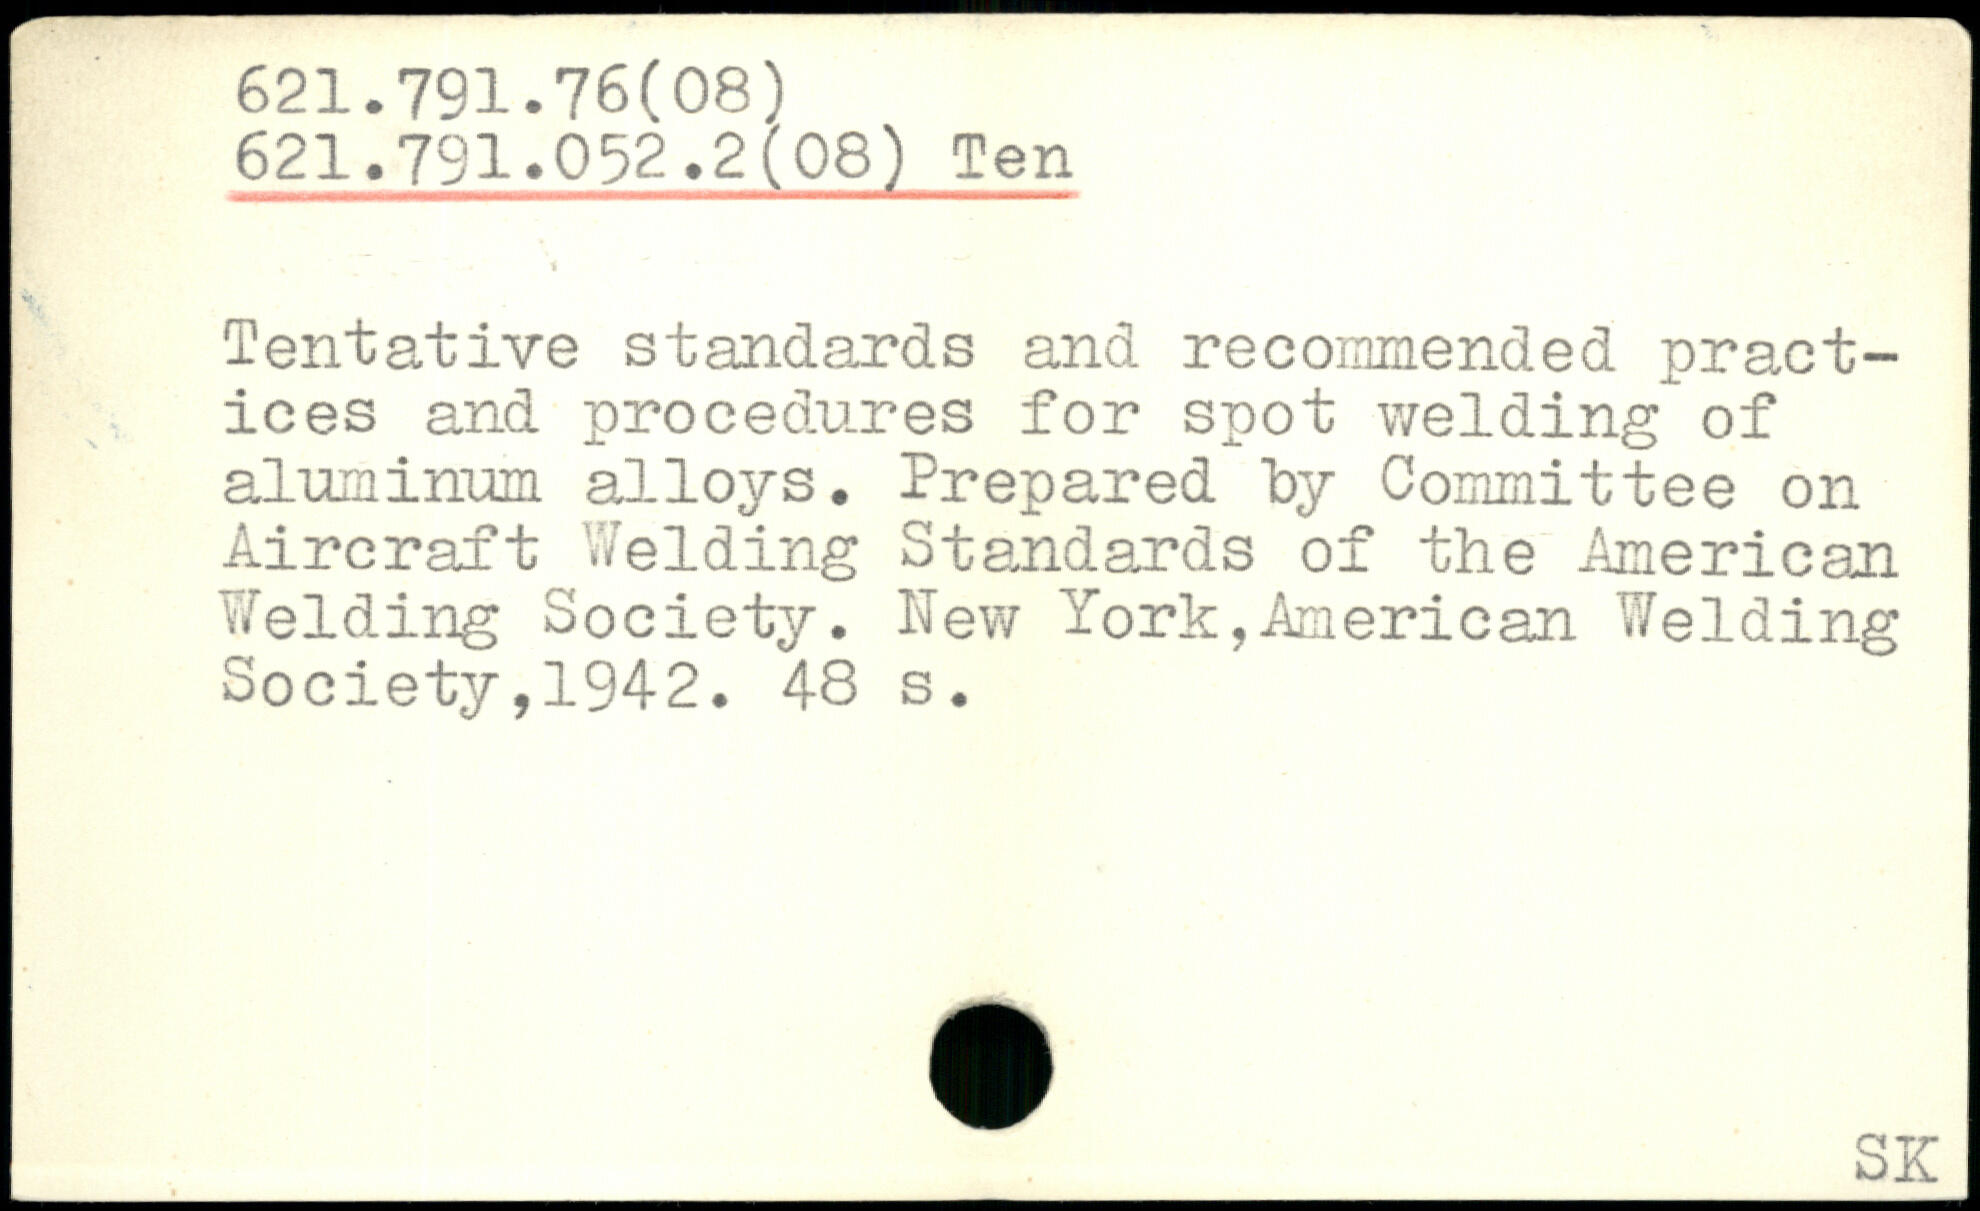 621.791.76(08)
621.791.052.2(08) Ten
Tentative standards and recommended pract-
ices and procedures for spot welding of
aluminum alloys. Prepared by Committee on
Aircraft Welding Standards of the American
Welding Society. New York,American Welding
Society,1942. 48 s.
SK